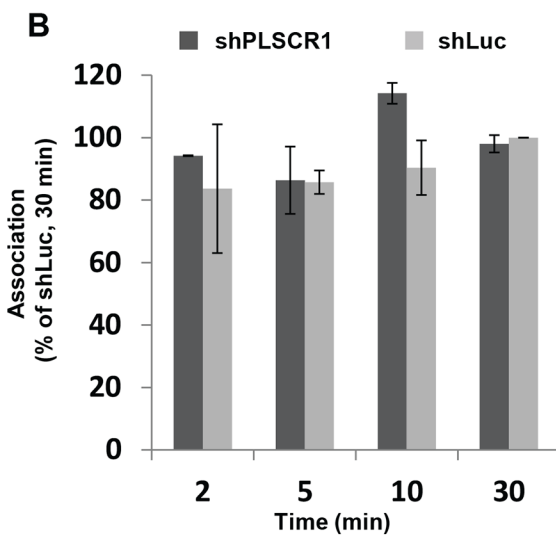 B
shPLSCR1 shLuc
120
100
80
60
40
20
0
Association
(% of shLuc, 30 min)
2 5 10 30
Time (min)